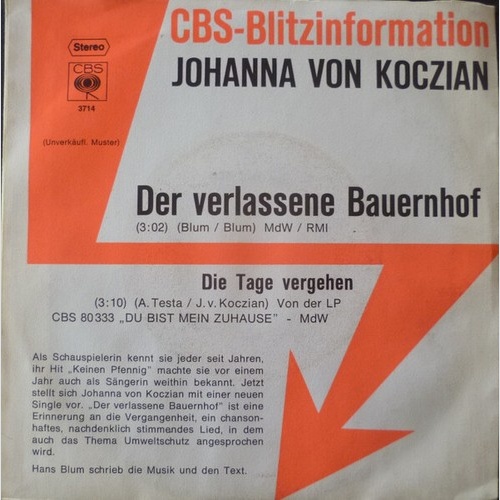 CBS-Blitzinformation
Stereo
JOHANNA VON KOCZIAN
CBS
3714
(Unverkäufl. Muster)
Der verlassene Bauernhof
(3:02) (Blum / Blum) MdW / RMI
Die Tage vergehen
(3:10) (A. Testa / J. v. Koczian) Von der LP
CBS 80 333 „DU BIST MEIN ZUHAUSE" - MdW
Als Schauspielerin kennt sie jeder seit Jahren,
ihr Hit „Keinen Pfennig" machte sie vor einem
Jahr auch als Sängerin weithin bekannt. Jetzt
stellt sich Johanna von Koczian mit einer neuen
Single vor. „Der verlassene Bauernhof" ist eine
Erinnerung an die Vergangenheit, ein chanson-
haftes, nachdenklich stimmendes Lied, in dem
auch das Thema Umweltschutz angesprochen
wird.
Hans Blum schrieb die Musik und den Text.